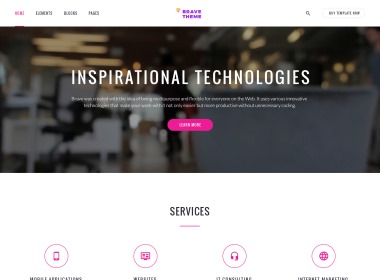 HOME ELEMENTS BLOCKS PAGES
BRAVE
THEME
BUY TEMPLATE NOW
INSPIRATIONAL TECHNOLOGIES
Brave was created with the idea of being multipurpose and flexible for everyone on the Web. It uses various innovative
technologies that make your work with it not only easier but more productive without unnecessary coding.
LEARN MORE
SERVICES
MOBILE APPLICATIONS WEBSITES IT CONSULTING INTERNET MARKETING